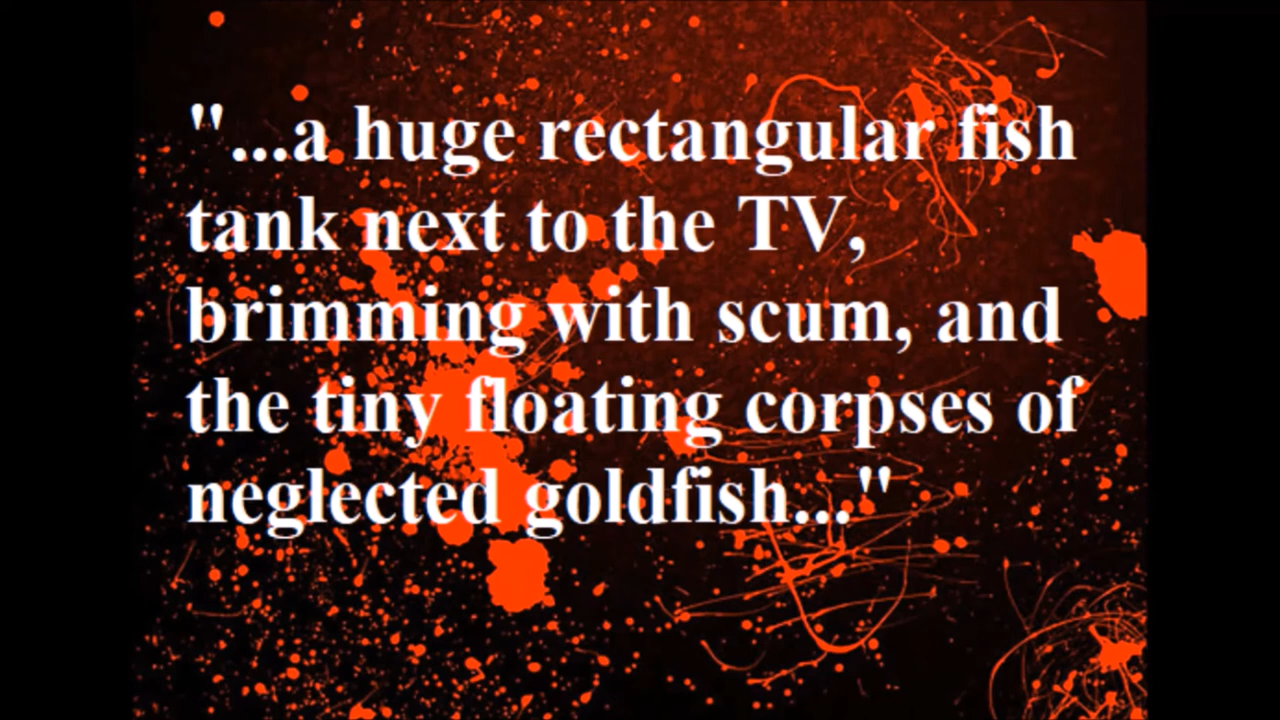 "...a huge rectangular fish
tank next to the TV,
brimming with scum, and
the tiny floating corpses of
neglected goldfish..."